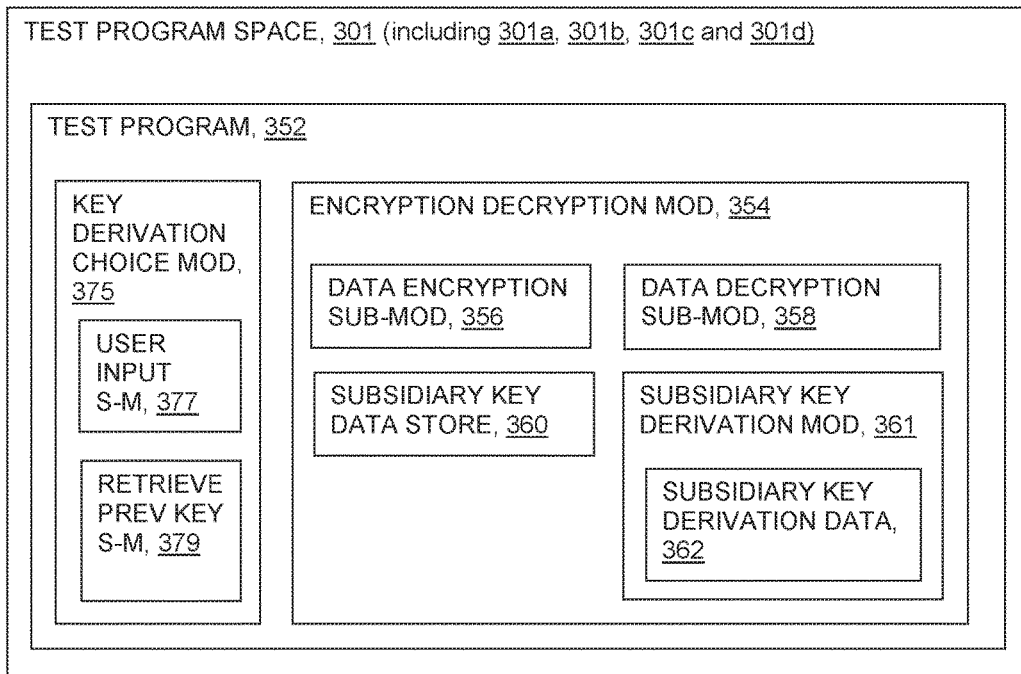 TEST PROGRAM SPACE, 301 (including 301a, 301b, 301c and 301d)
TEST PROGRAM, 352
KEY
DERIVATION
CHOICE MOD,
375
USER
INPUT
S-M, 377
RETRIEVE
PREV KEY
S-M, 379
ENCRYPTION DECRYPTION MOD, 354
DATA ENCRYPTION
SUB-MOD, 356
DATA DECRYPTION
SUB-MOD, 358
SUBSIDIARY KEY
DATA STORE, 360
SUBSIDIARY KEY
DERIVATION MOD, 361
SUBSIDIARY KEY
DERIVATION DATA,
362